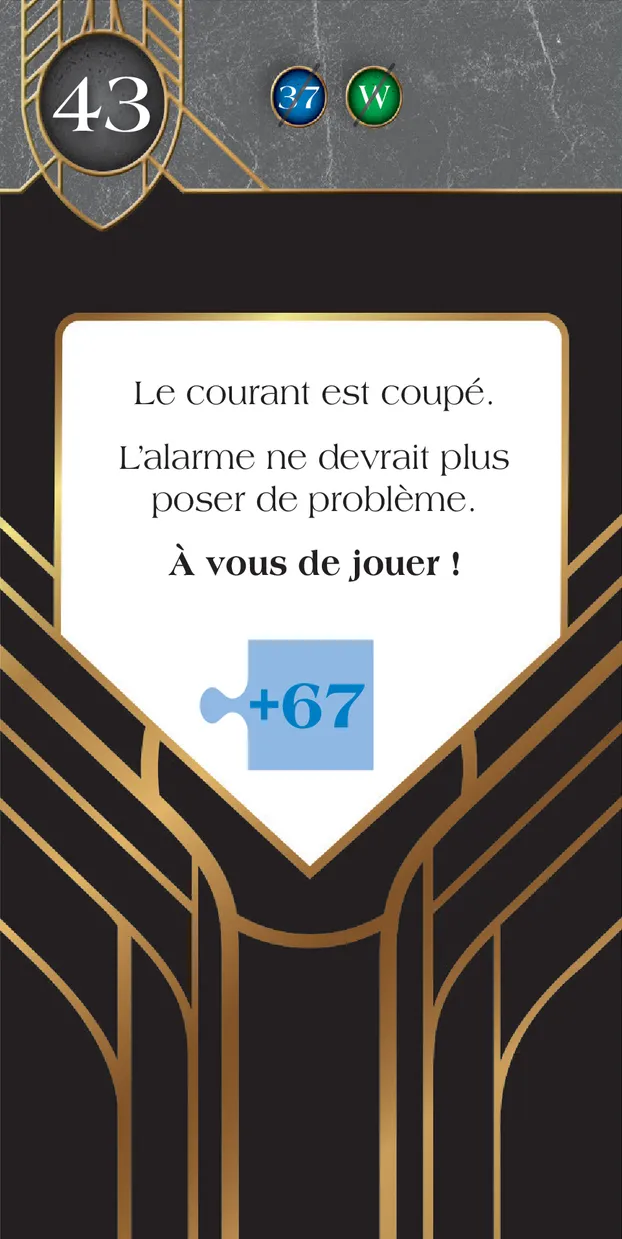 43
37 W
Le courant est coupé.
L’alarme ne devrait plus
poser de problème.
À vous de jouer !
+67